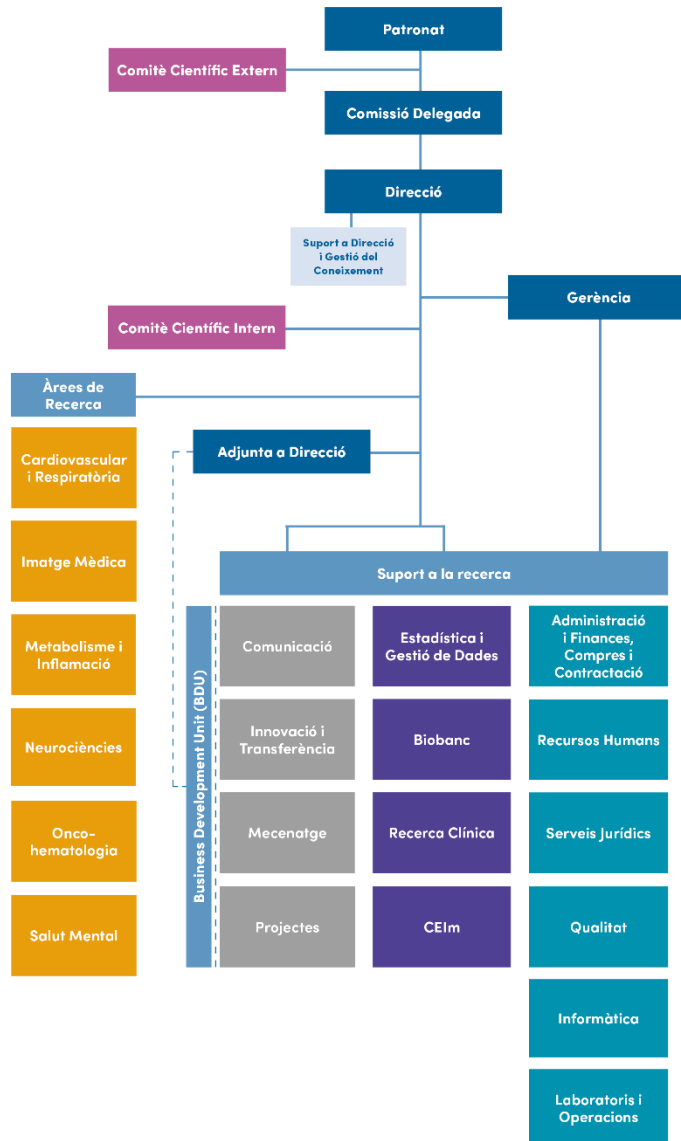 Patronat
Comitè Científic Extern
Comissió Delegada
Direcció
Suport a Direcció
i Gestió del
Coneixement
Gerència
Comitè Científic Intern
Àrees de
Recerca
Adjunta a Direcció
Cardiovascular
i Respiratòria
Imatge Mèdica
Metabolisme i
Inflamació
Neurociències
Onco-
hematologia
Salut Mental
Suport a la recerca
Business Development Unit (BDU)
Comunicació
Innovació i
Transferència
Mecenatge
Projectes
Estadística i
Gestió de Dades
Biobanc
Recerca Clínica
CEIm
Administració
i Finances,
Compres i
Contractació
Recursos Humans
Serveis Jurídics
Qualitat
Informàtica
Laboratoris i
Operacions